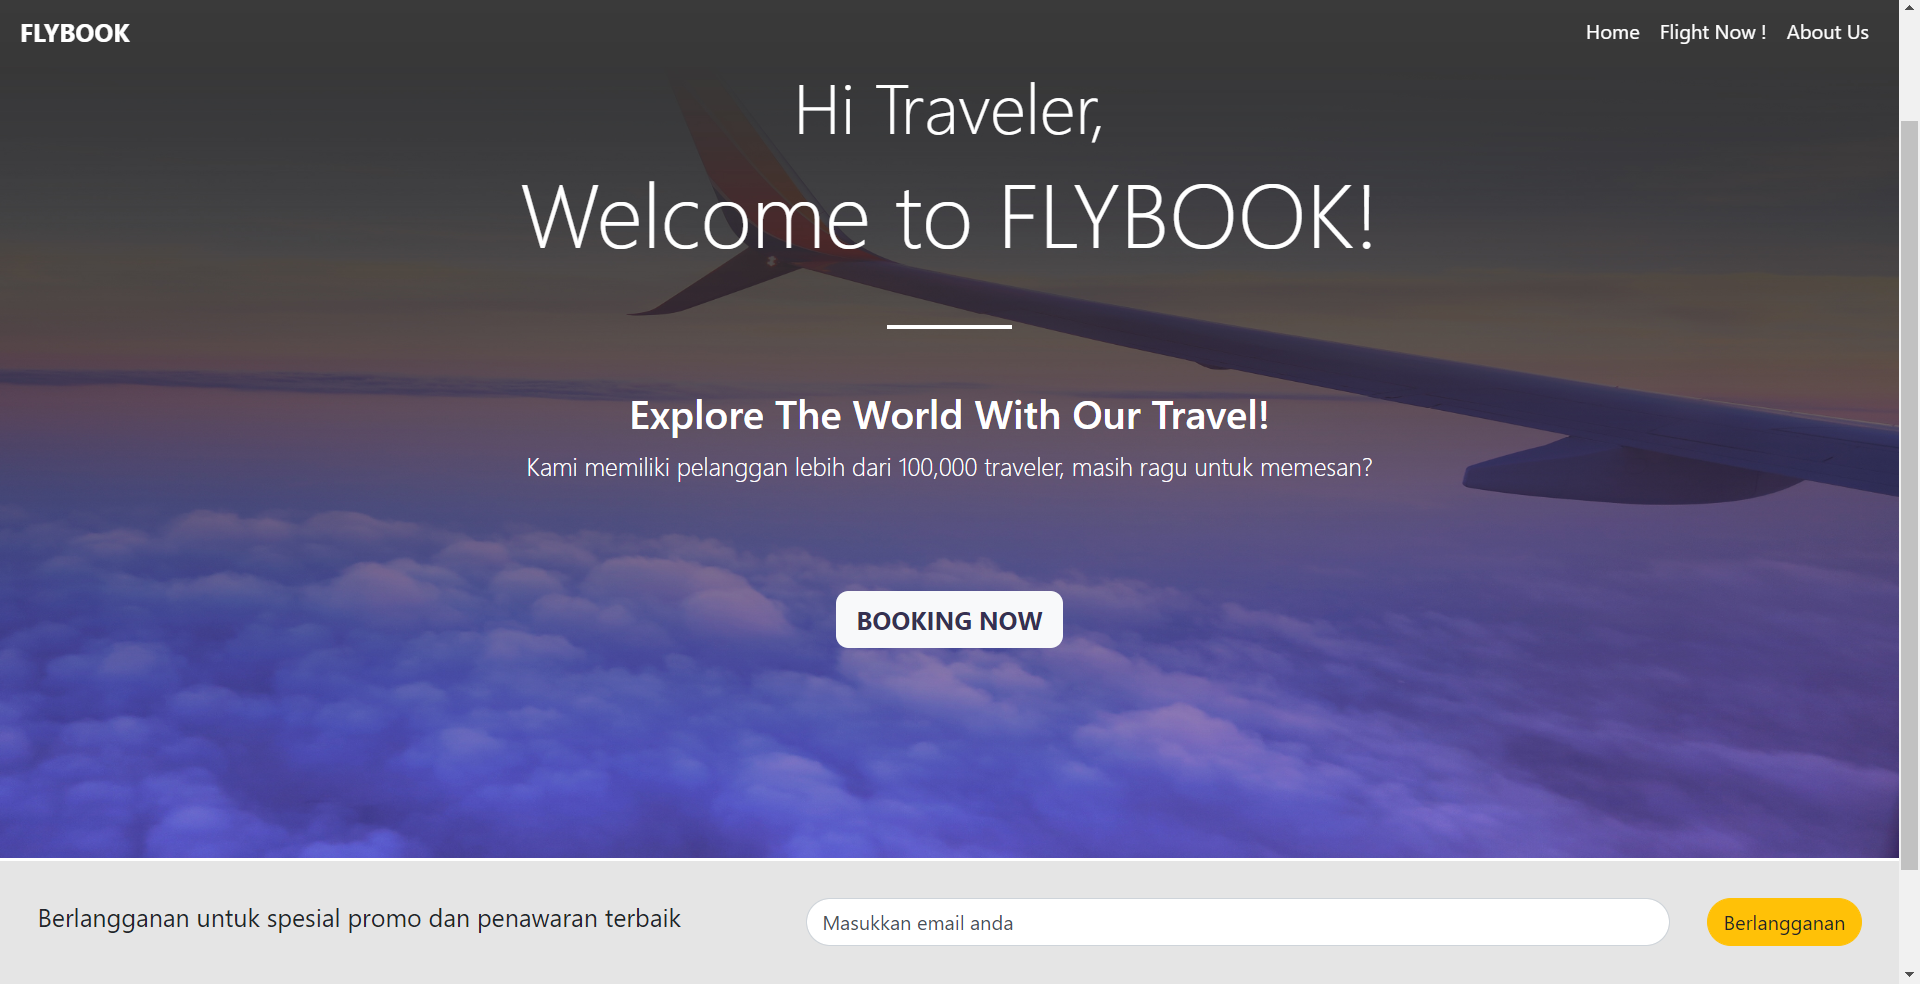 FLYBOOK
Home Flight Now ! About Us
Hi Traveler,
Welcome to FLYBOOK!
Explore The World With Our Travel!
Kami memiliki pelanggan lebih dari 100,000 traveler, masih ragu untuk memesan?
BOOKING NOW
Berlangganan untuk spesial promo dan penawaran terbaik
Masukkan email anda
Berlangganan